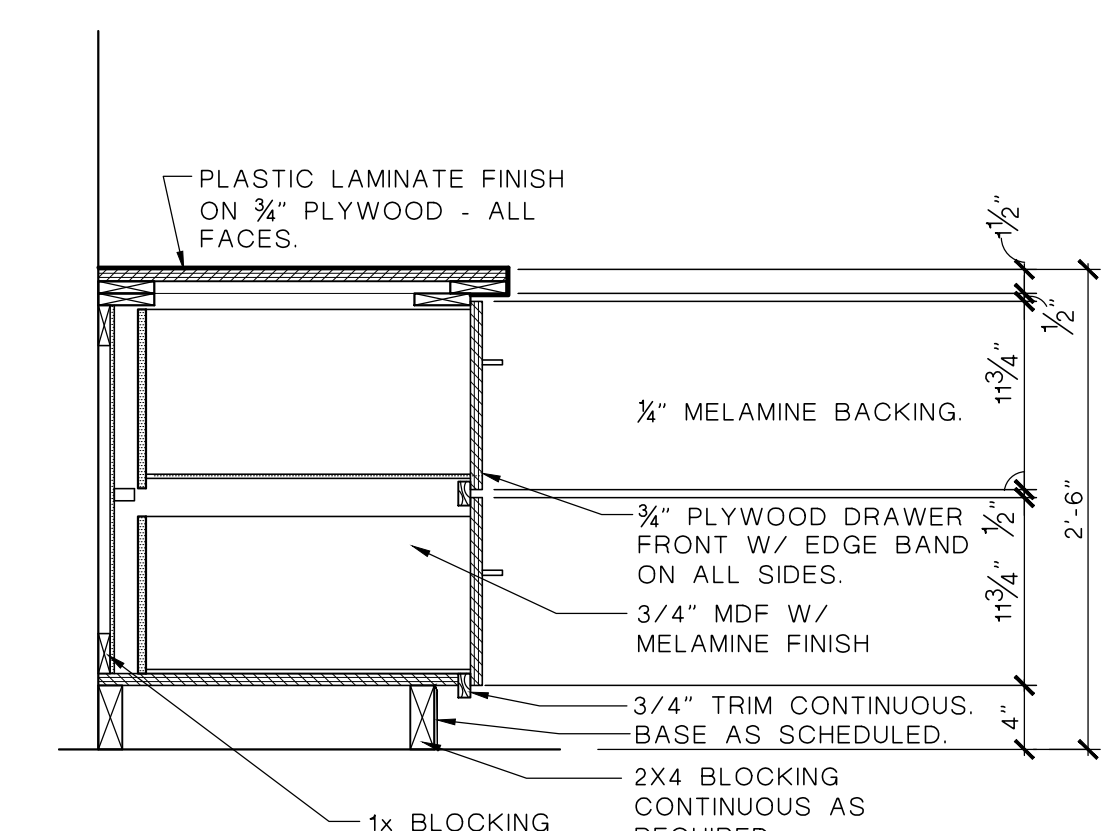 PLASTIC LAMINATE FINISH
ON ¾" PLYWOOD - ALL
FACES.
1½"
½"
11¾"
¼" MELAMINE BACKING.
2'-6"
¾" PLYWOOD DRAWER
FRONT W/ EDGE BAND
ON ALL SIDES.
½"
11¾"
3/4" MDF W/
MELAMINE FINISH
3/4" TRIM CONTINUOUS.
BASE AS SCHEDULED.
4"
2X4 BLOCKING
CONTINUOUS AS
REQUIRED
1x BLOCKING